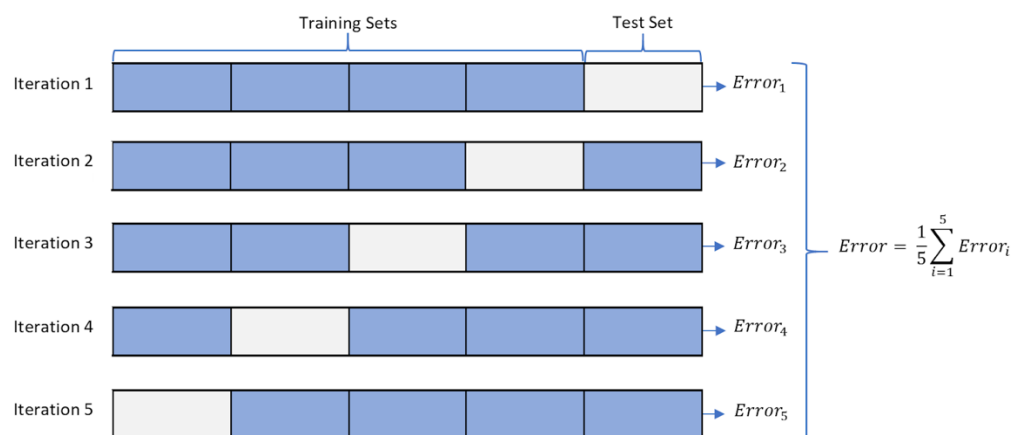 Training Sets Test Set
Iteration 1 Error₁
Iteration 2 Error₂
Iteration 3 Error₃
Iteration 4 Error₄
Iteration 5 Error₅
Error = 1/5 ∑_{i=1}^{5} Errorᵢ